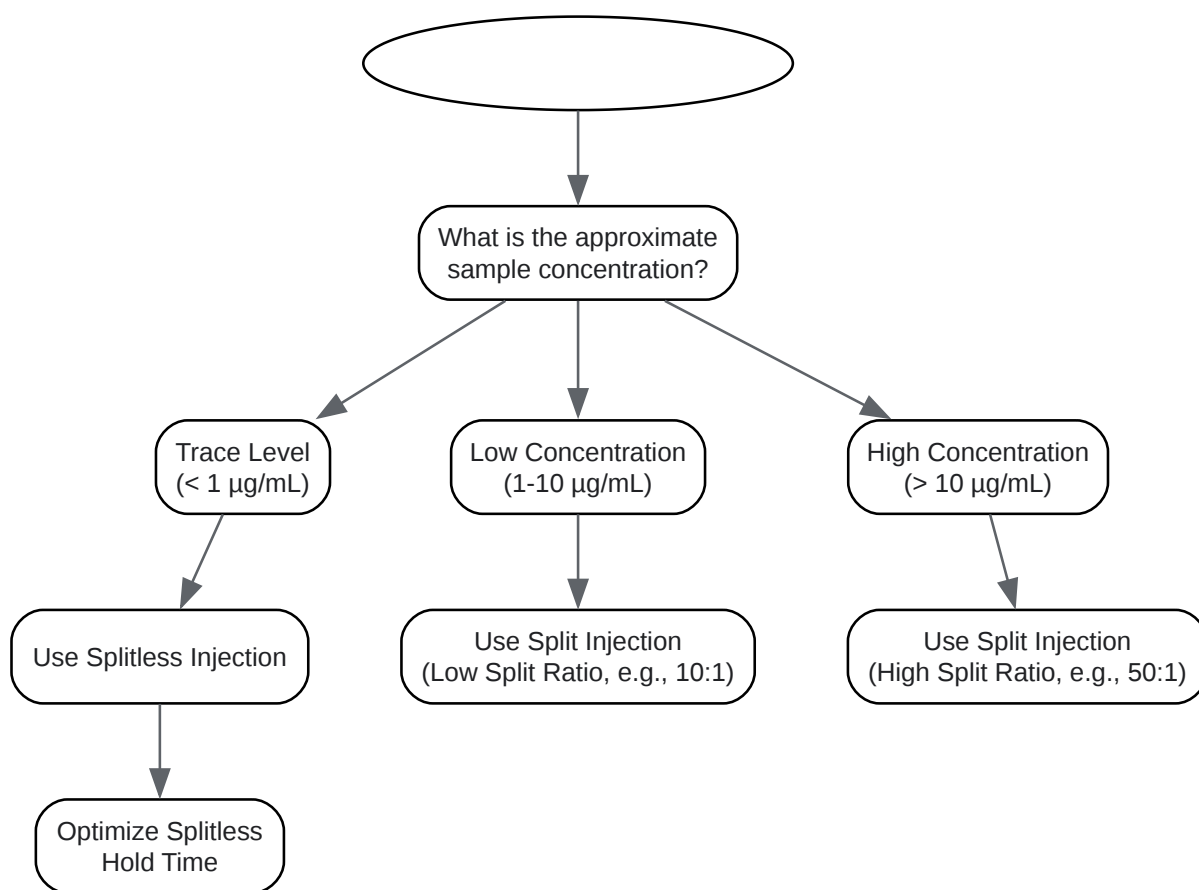 What is the approximate
sample concentration?
Trace Level
(< 1 µg/mL)
Low Concentration
(1-10 µg/mL)
High Concentration
(> 10 µg/mL)
Use Splitless Injection
Use Split Injection
(Low Split Ratio, e.g., 10:1)
Use Split Injection
(High Split Ratio, e.g., 50:1)
Optimize Splitless
Hold Time